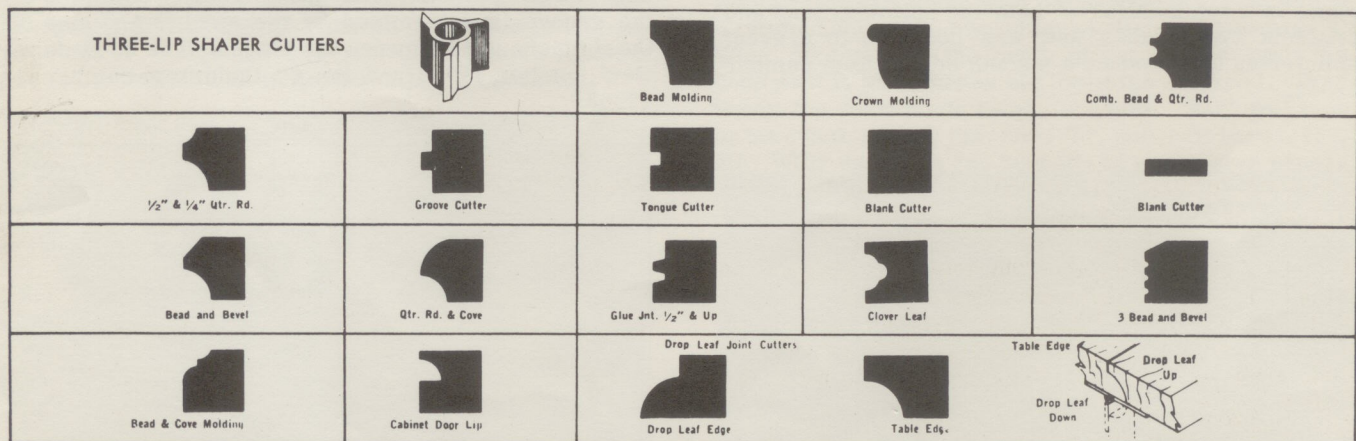 THREE-LIP SHAPER CUTTERS
Bead Molding
Crown Molding
Comb. Bead & Qtr. Rd.
½" & ¼" Qtr. Rd.
Groove Cutter
Tongue Cutter
Blank Cutter
Blank Cutter
Bead and Bevel
Qtr. Rd. & Cove
Glue Jnt. ½" & Up
Clover Leaf
3 Bead and Bevel
Bead & Cove Molding
Cabinet Door Lip
Drop Leaf Joint Cutters
Drop Leaf Edge
Table Edge
Table Edge
Drop Leaf
Up
Drop Leaf
Down